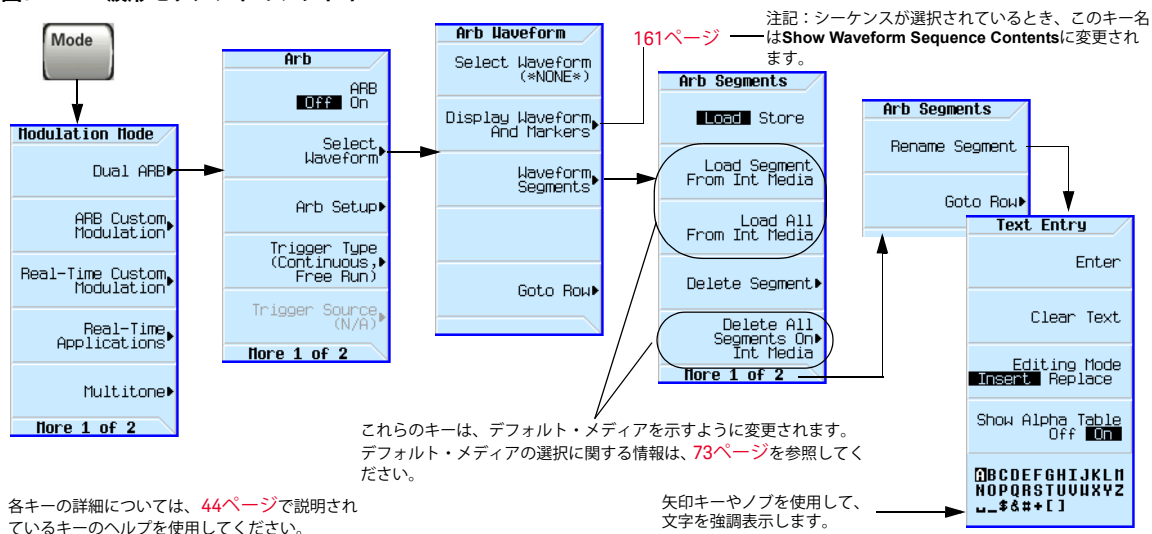 Mode
Modulation Mode
Dual ARB
ARB Custom
Modulation
Real-Time Custom
Modulation
Real-Time
Applications
Multitone
More 1 of 2
Arb
ARB
Off On
Select
Waveform
Arb Setup
Trigger Type
(Continuous,
Free Run)
Trigger Source
(N/A)
More 1 of 2
Arb Waveform
Select Waveform
(*NONE*)
Display Waveform
And Markers
Waveform
Segments
Goto Row
161ページ
注記：シーケンスが選択されているとき、このキー名
はShow Waveform Sequence Contentsに変更され
ます。
Arb Segments
Load Store
Load Segment
From Int Media
Load All
From Int Media
Delete Segment
Delete All
Segments On
Int Media
More 1 of 2
Arb Segments
Rename Segment
Goto Row
Text Entry
Enter
Clear Text
Editing Mode
Insert Replace
Show Alpha Table
Off On
ABCDEFGHIJKLM
NOPQRSTUVWXYZ
␣_$&#+[]
これらのキーは、デフォルト・メディアを示すように変更されます。
デフォルト・メディアの選択に関する情報は、73ページを参照してく
ださい。
各キーの詳細については、44ページで説明され
ているキーのヘルプを使用してください。
矢印キーやノブを使用して、
文字を強調表示します。